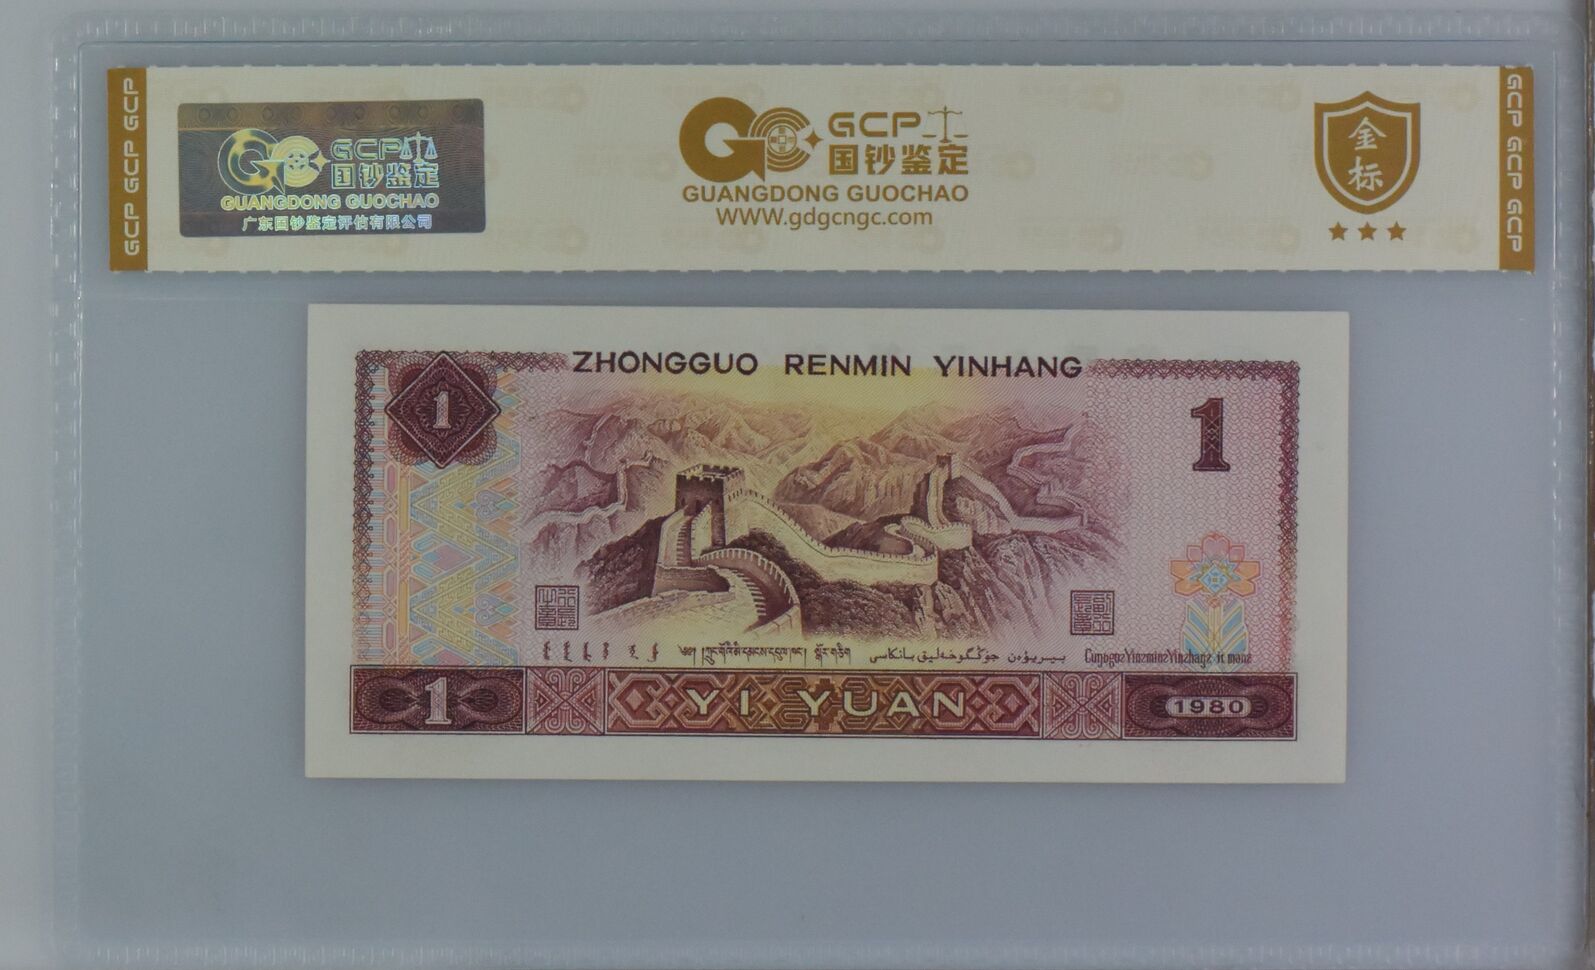 GCP GCP GCP
GCP
国钞鉴定
GUANGDONG GUOCHAO
广东国钞鉴定评估有限公司
GCP
国钞鉴定
GUANGDONG GUOCHAO
WWW.gdgcngc.com
金
标
GCP GCP GCP
ZHONGGUO RENMIN YINHANG
1
1
1
YI YUAN
1980